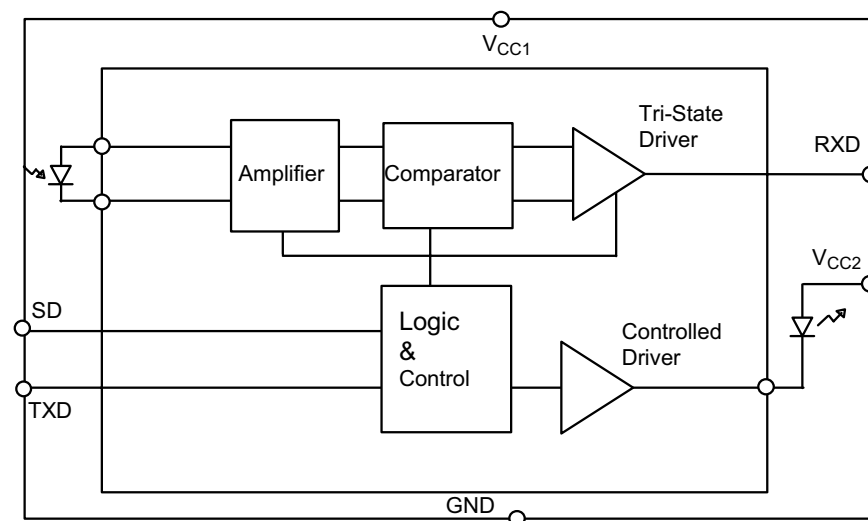 VCC1
Tri-State
Driver
RXD
Amplifier
Comparator
VCC2
SD
Logic
&
Control
Controlled
Driver
TXD
GND